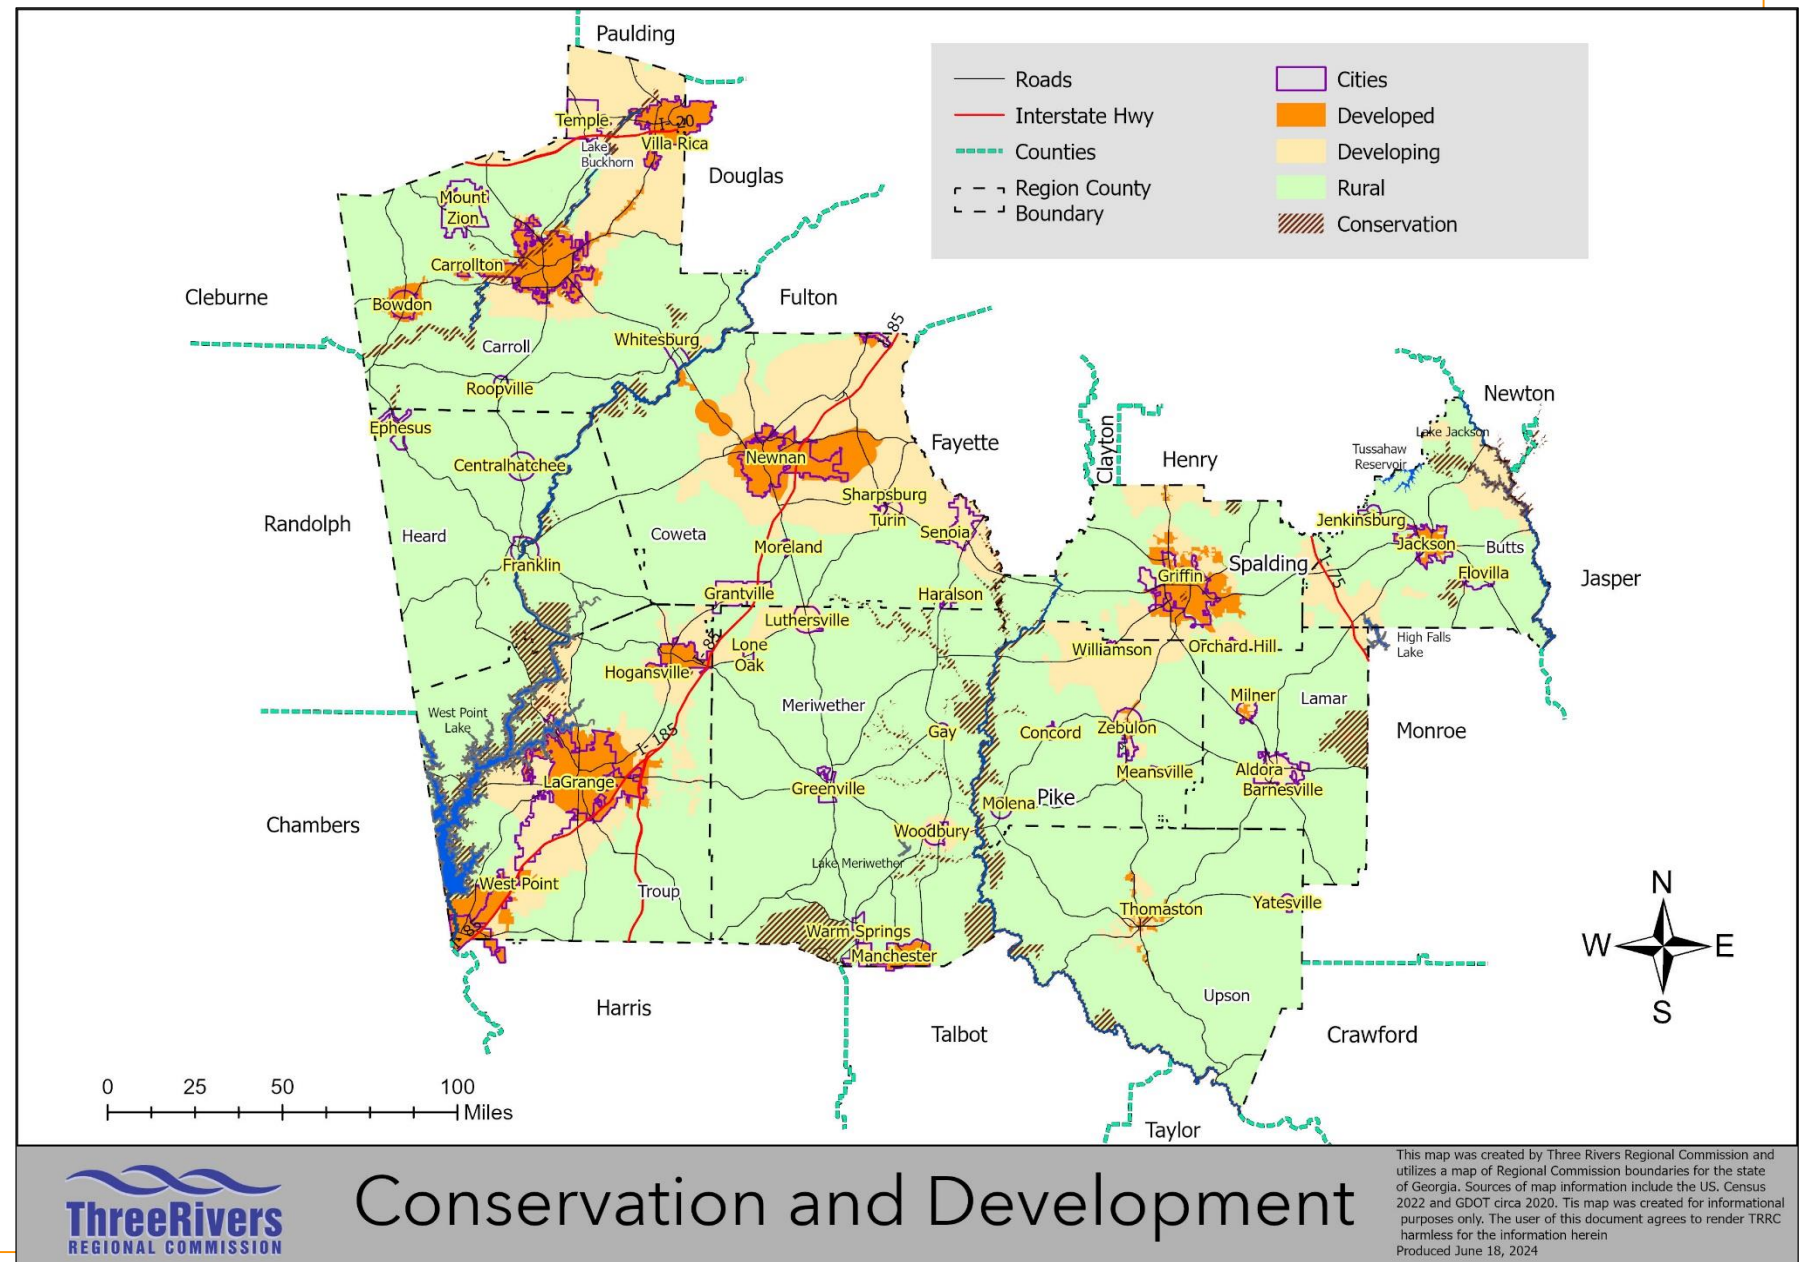 Paulding
Roads
Interstate Hwy
Counties
Region County
Boundary
Cities
Developed
Developing
Rural
Conservation
Temple
I- 20
Villa Rica
Lake
Buckhorn
Douglas
Mount
Zion
Carrollton
Bowdon
Cleburne
Fulton
Whitesburg
I-85
Carroll
Roopville
Ephesus
Centralhatchee
Newnan
Fayette
Clayton
Henry
Newton
Lake Jackson
Tussahaw
Reservoir
Sharpsburg
Turin
Senoia
Randolph
Heard
Coweta
Moreland
Franklin
Jenkinsburg
Jackson
Butts
Flovilla
Jasper
Griffin
Spalding
I-75
Grantville
Haralson
Luthersville
Lone
Oak
I-85
Hogansville
Williamson
Orchard Hill
High Falls
Lake
Milner
Lamar
Monroe
Meriwether
West Point
Lake
Gay
Concord
Zebulon
I- 185
LaGrange
Greenville
Meansville
Aldora
Barnesville
Molena
Pike
Chambers
Woodbury
Lake Meriwether
West Point
Troup
I-85
Warm Springs
Manchester
Thomaston
Yatesville
Upson
Harris
Talbot
Crawford
Taylor
N
W
E
S
0 25 50 100
Miles
ThreeRivers
REGIONAL COMMISSION
Conservation and Development
This map was created by Three Rivers Regional Commission and
utilizes a map of Regional Commission boundaries for the state
of Georgia. Sources of map information include the US. Census
2022 and GDOT circa 2020. Tis map was created for informational
purposes only. The user of this document agrees to render TRRC
harmless for the information herein
Produced June 18, 2024